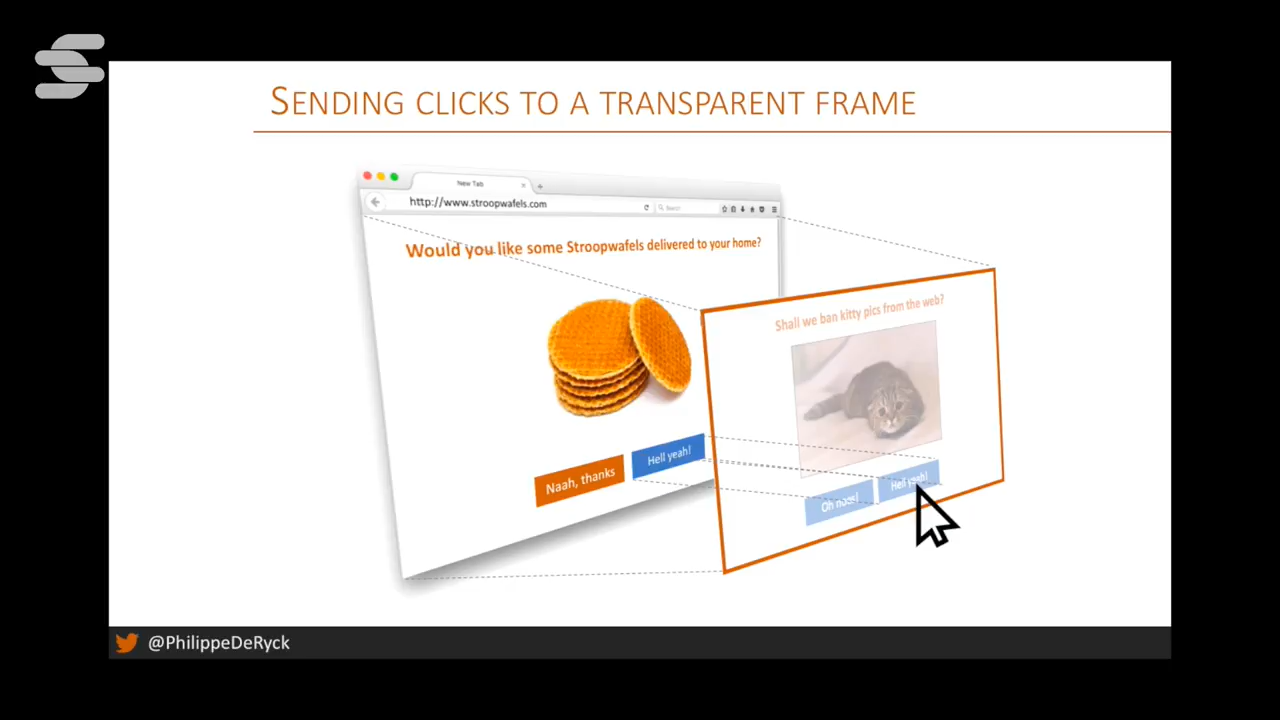 SENDING CLICKS TO A TRANSPARENT FRAME
New Tab
http://www.stroopwafels.com
Search
Would you like some Stroopwafels delivered to your home?
Shall we ban kitty pics from the web?
Naah, thanks
Hell yeah!
Oh noes!
Hell yeah!
@PhilippeDeRyck